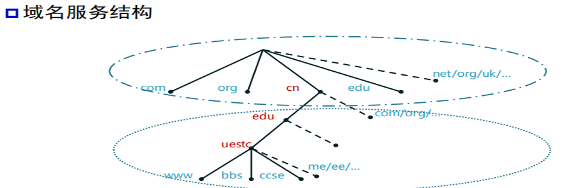 域名服务结构
net/org/uk/...
com org cn edu
com/org/
edu
uestc
me/ee/...
www bbs ccse